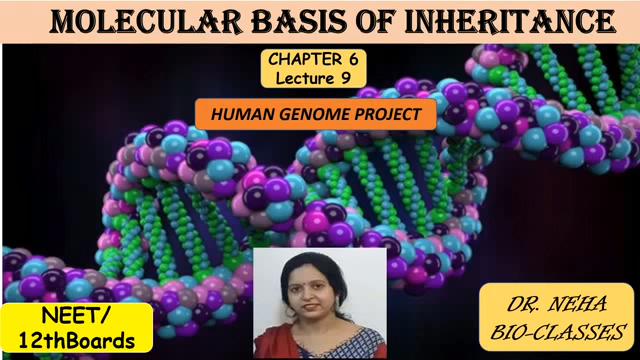 MOLECULAR BASIS OF INHERITANCE
CHAPTER 6
Lecture 9
HUMAN GENOME PROJECT
NEET/
12thBoards
DR. NEHA
BIO-CLASSES